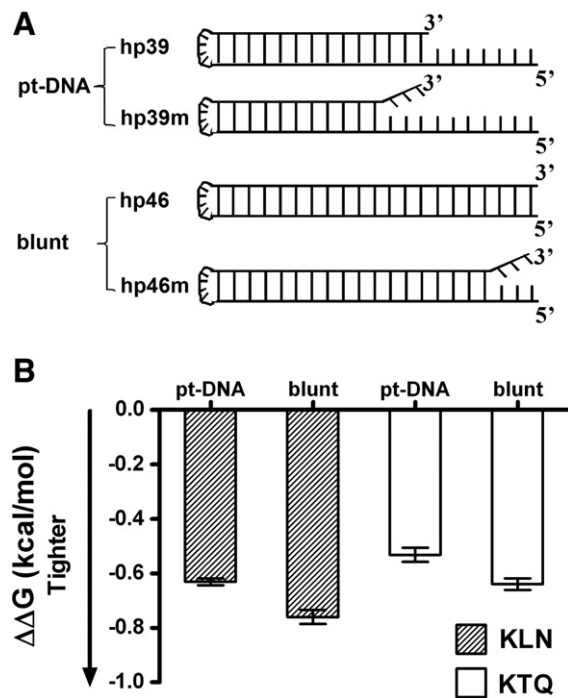 A
hp39
3’
5’
pt-DNA
hp39m
3’
5’
hp46
3’
5’
blunt
hp46m
3’
5’
B
pt-DNA blunt pt-DNA blunt
0.0
-0.2
-0.4
-0.6
-0.8
-1.0
ΔΔG (kcal/mol)
Tighter
KLN
KTQ